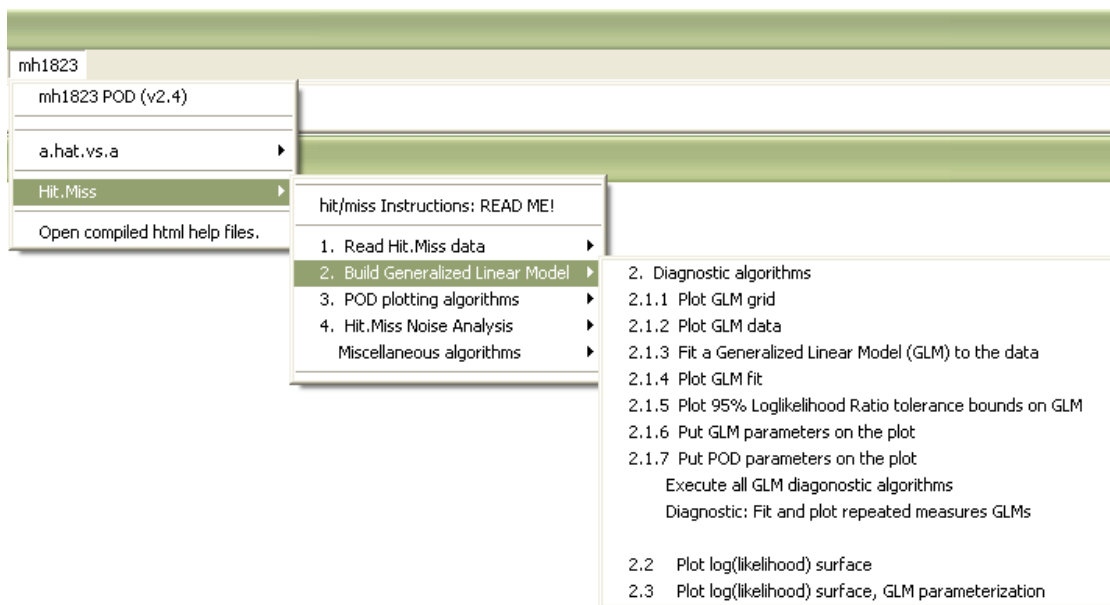 mh1823
mh1823 POD (v2.4)
a.hat.vs.a
Hit.Miss
Open compiled html help files.
hit/miss Instructions: READ ME!
1. Read Hit.Miss data
2. Build Generalized Linear Model
3. POD plotting algorithms
4. Hit.Miss Noise Analysis
Miscellaneous algorithms
2. Diagnostic algorithms
2.1.1 Plot GLM grid
2.1.2 Plot GLM data
2.1.3 Fit a Generalized Linear Model (GLM) to the data
2.1.4 Plot GLM fit
2.1.5 Plot 95% Loglikelihood Ratio tolerance bounds on GLM
2.1.6 Put GLM parameters on the plot
2.1.7 Put POD parameters on the plot
Execute all GLM diagonostic algorithms
Diagnostic: Fit and plot repeated measures GLMs
2.2 Plot log(likelihood) surface
2.3 Plot log(likelihood) surface, GLM parameterization